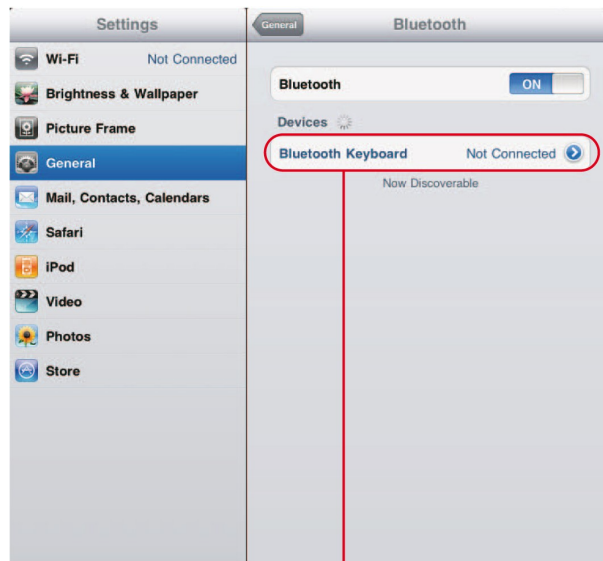 Settings
Wi-Fi Not Connected
Brightness & Wallpaper
Picture Frame
General
Mail, Contacts, Calendars
Safari
iPod
Video
Photos
Store
General Bluetooth
Bluetooth ON
Devices
Bluetooth Keyboard Not Connected
Now Discoverable